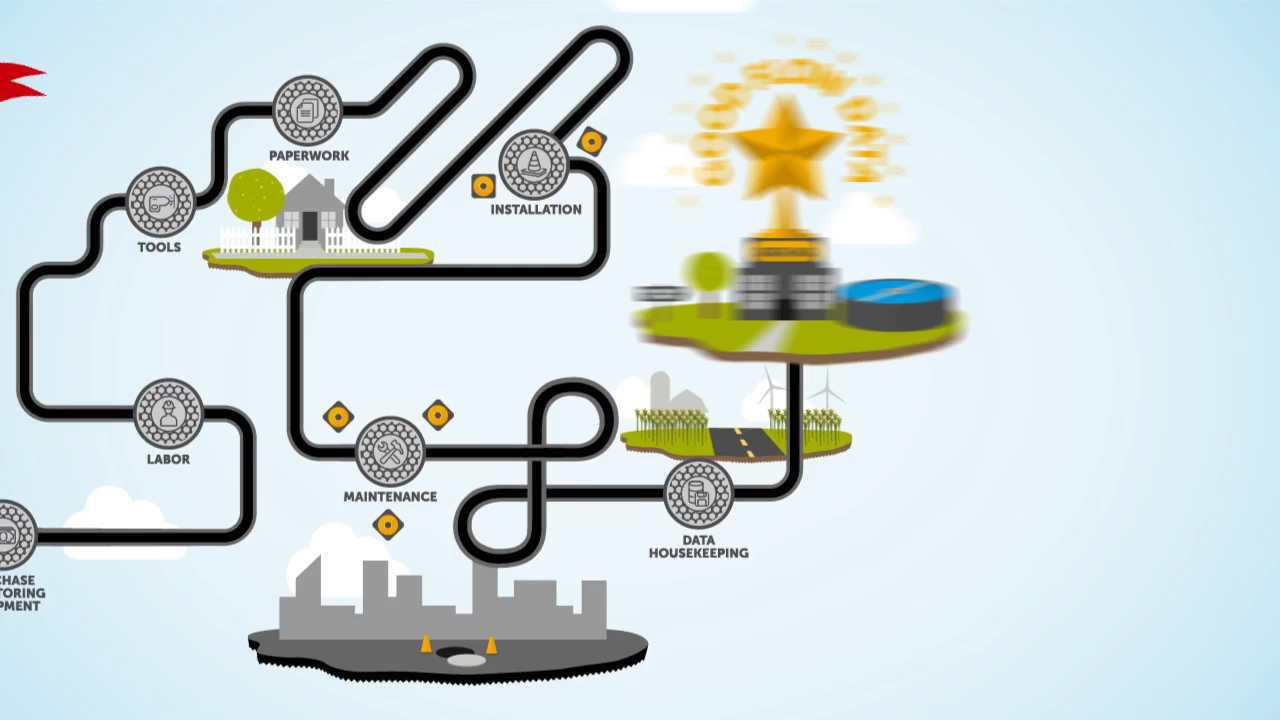 PAPERWORK
INSTALLATION
TOOLS
LABOR
MAINTENANCE
DATA
HOUSEKEEPING